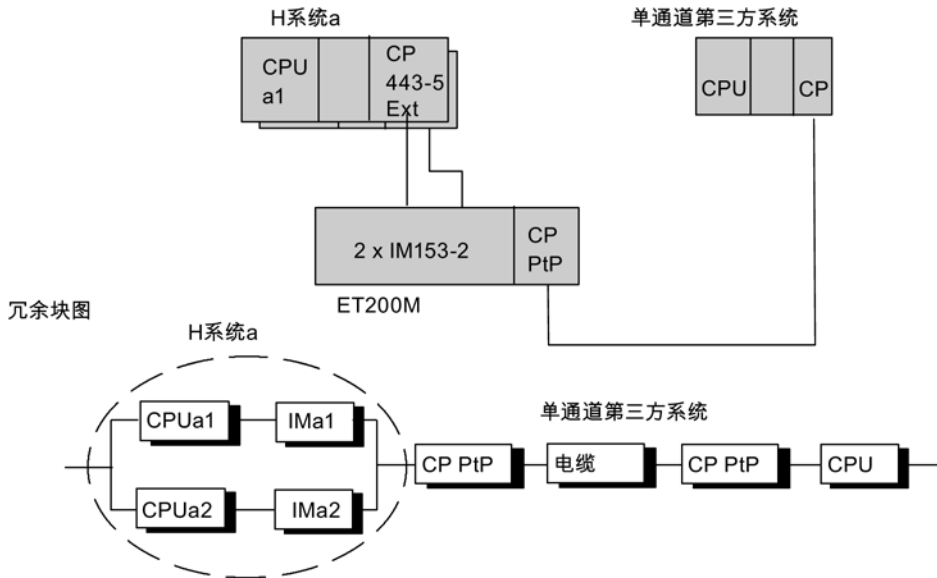 H系统a
单通道第三方系统
CPU
a1
CP
443-5
Ext
CPU
CP
2 x IM153-2
CP
PtP
ET200M
冗余块图
H系统a
CPUa1
IMa1
单通道第三方系统
CP PtP
电缆
CP PtP
CPU
CPUa2
IMa2